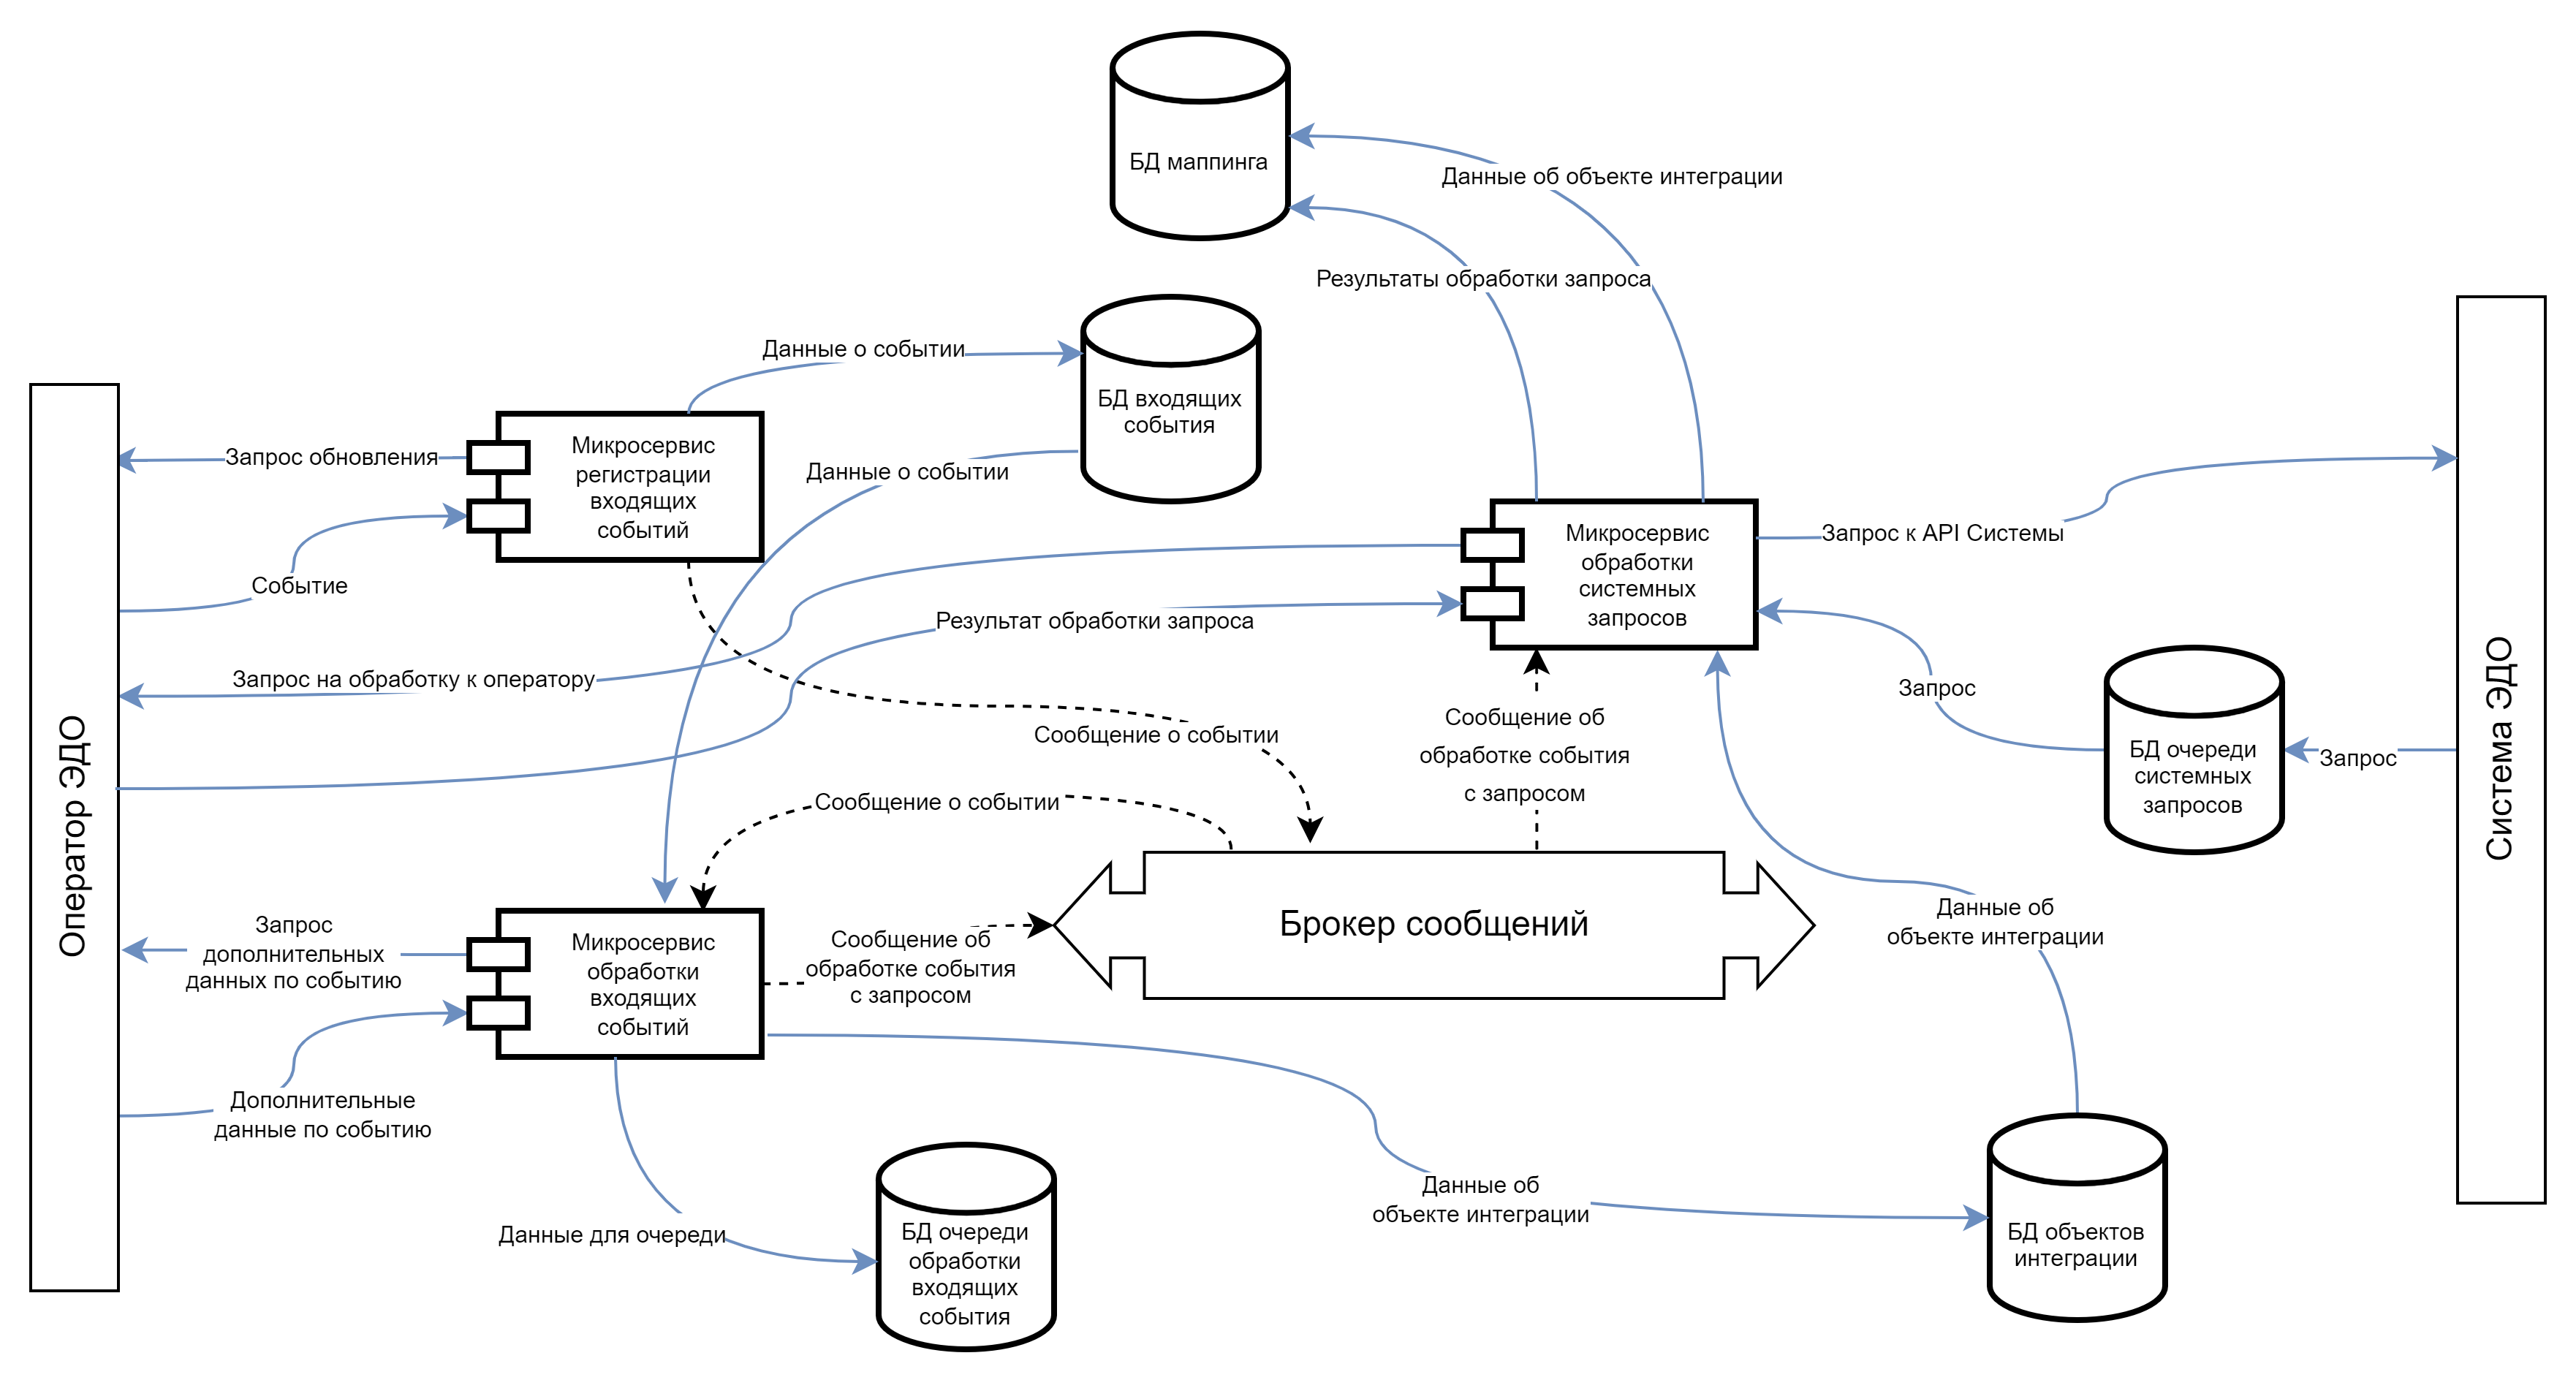 БД маппинга
Данные об объекте интеграции
Результаты обработки запроса
Данные о событии
БД входящих
события
Данные о событии
Оператор ЭДО
Запрос обновления
Событие
Микросервис
регистрации
входящих
событий
Микросервис
обработки
системных
запросов
Запрос к API Системы
Система ЭДО
Результат обработки запроса
Запрос на обработку к оператору
Сообщение о событии
Сообщение об
обработке события
с запросом
Запрос
БД очереди
системных
запросов
Запрос
Сообщение о событии
Запрос
дополнительных
данных по событию
Микросервис
обработки
входящих
событий
Сообщение об
обработке события
с запросом
Брокер сообщений
Данные об
объекте интеграции
Дополнительные
данные по событию
Данные для очереди
БД очереди
обработки
входящих
события
Данные об
объекте интеграции
БД объектов
интеграции